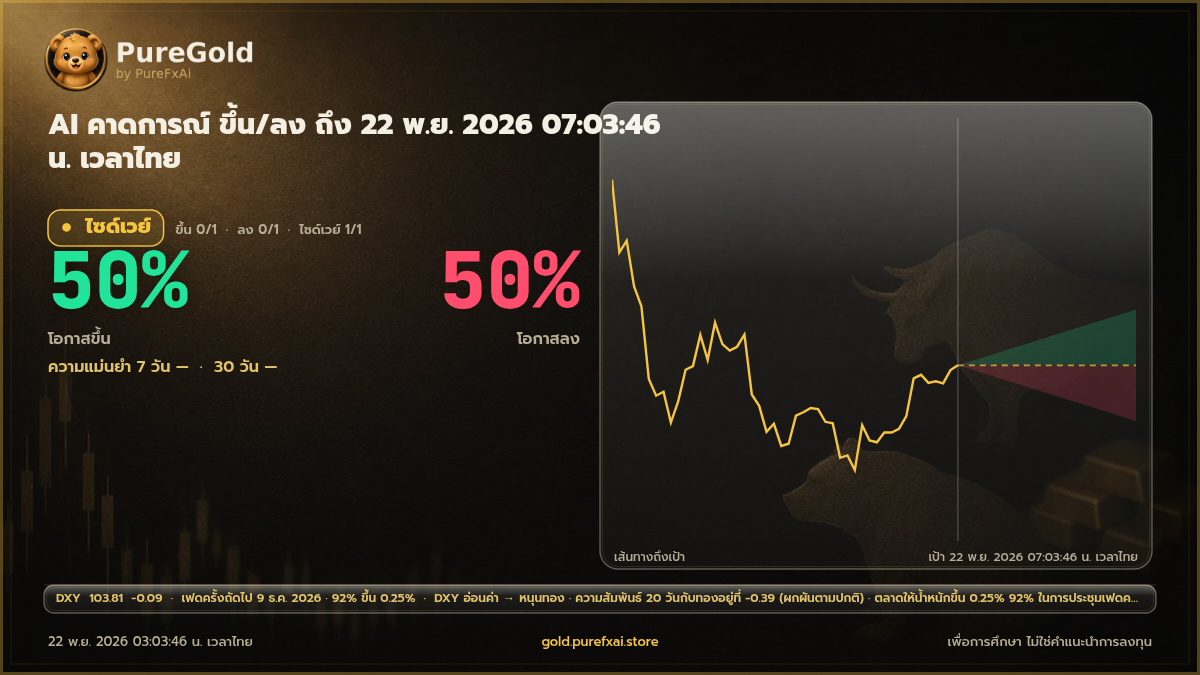 PureGold
by PureFxAi
AI คาดการณ์ ขึ้น/ลง ถึง 22 พ.ย. 2026 07:03:46
น. เวลาไทย
• ไซด์เวย์
ขึ้น 0/1 · ลง 0/1 · ไซด์เวย์ 1/1
50%
50%
โอกาสขึ้น
โอกาสลง
ความแม่นยำ 7 วัน — · 30 วัน —
เส้นทางถึงเป้า
เป้า 22 พ.ย. 2026 07:03:46 น. เวลาไทย
DXY 103.81 -0.09 · เฟดครั้งถัดไป 9 ธ.ค. 2026 · 92% ขึ้น 0.25% · DXY อ่อนค่า → หนุนทอง · ความสัมพันธ์ 20 วันกับทองอยู่ที่ -0.39 (ผกผันตามปกติ) · ตลาดให้น้ำหนักขึ้น 0.25% 92% ในการประชุมเฟดค…
22 พ.ย. 2026 03:03:46 น. เวลาไทย
gold.purefxai.store
เพื่อการศึกษา ไม่ใช่คำแนะนำการลงทุน